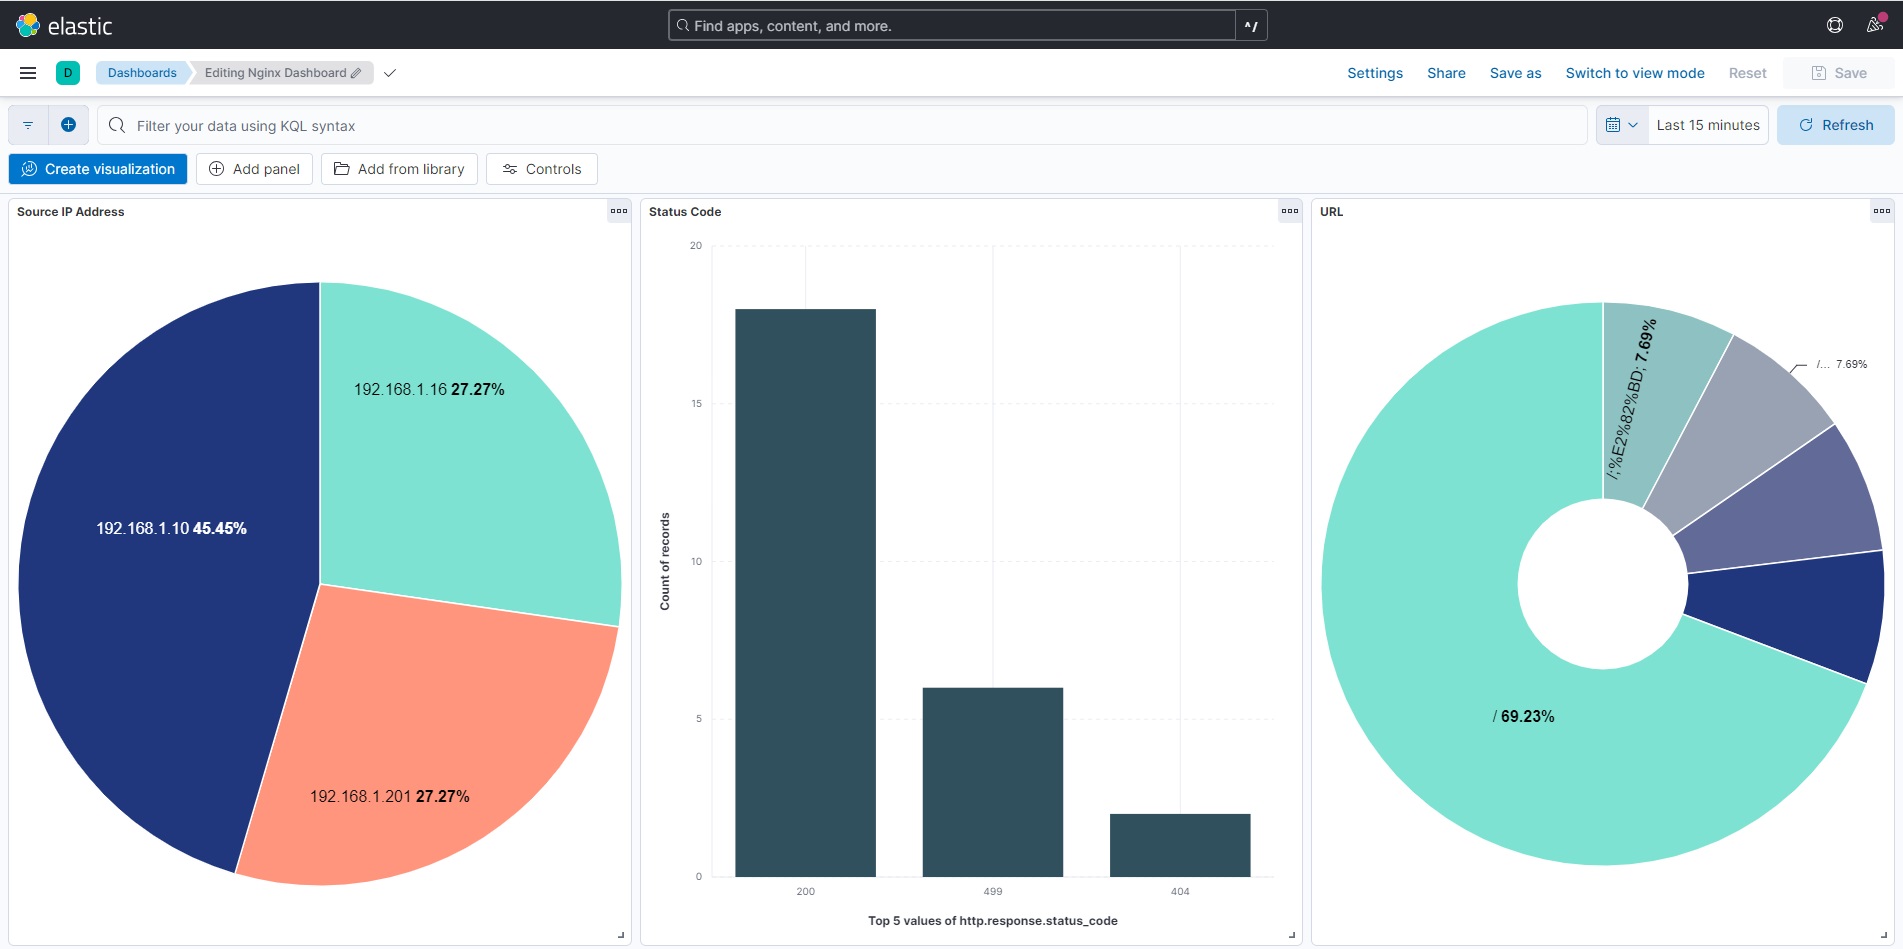 elastic
Find apps, content, and more.
^/
D
Dashboards
Editing Nginx Dashboard
Settings
Share
Save as
Switch to view mode
Reset
Save
Filter your data using KQL syntax
Last 15 minutes
Refresh
Create visualization
Add panel
Add from library
Controls
Source IP Address
192.168.1.16 27.27%
192.168.1.10 45.45%
192.168.1.201 27.27%
Status Code
20
15
10
5
0
Count of records
200
499
404
Top 5 values of http.response.status_code
URL
/;%E2%82%BD; 7.69%
/... 7.69%
/ 69.23%